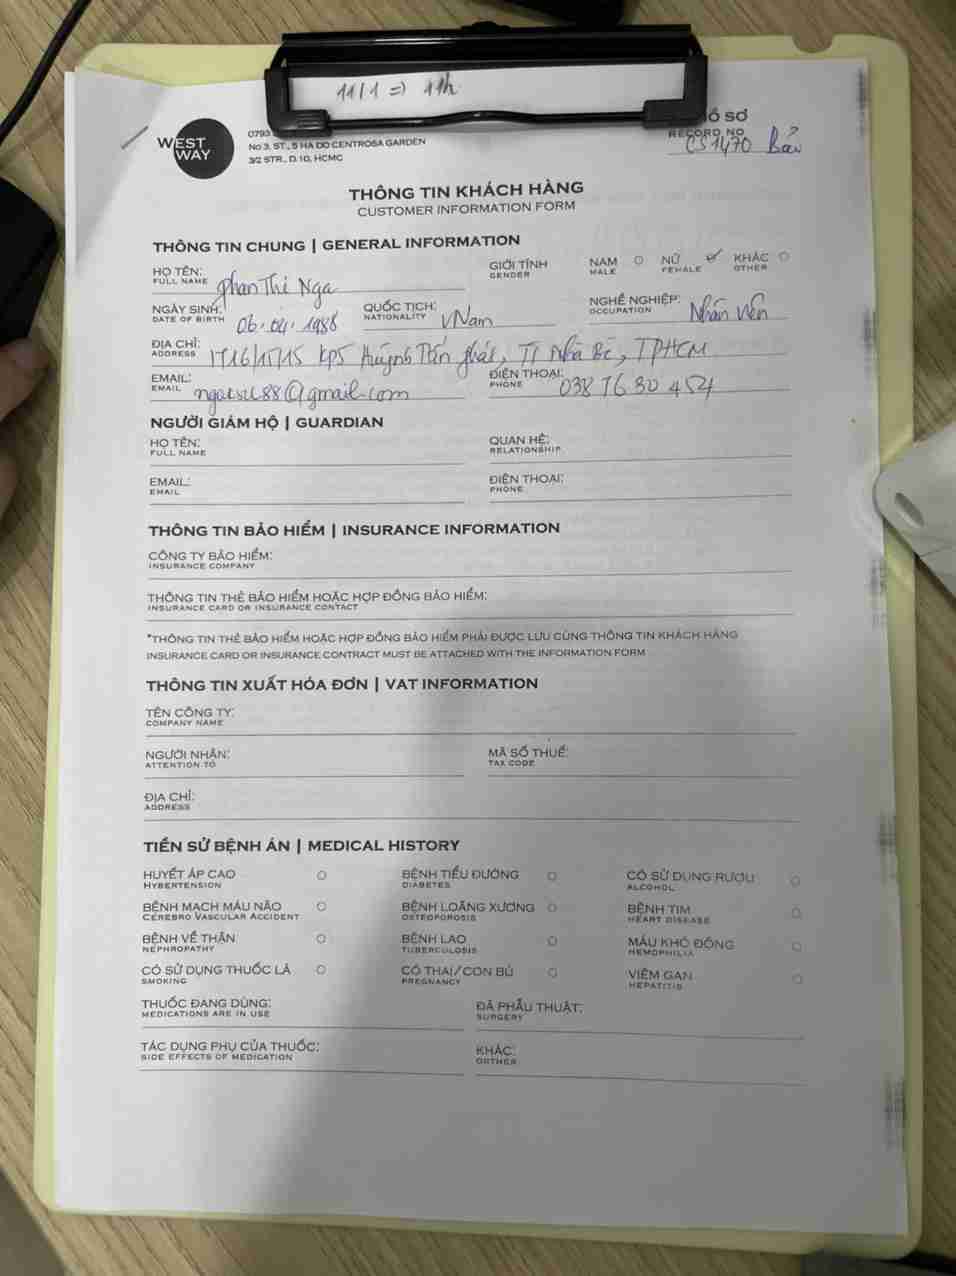 11/1 => 11h
WEST WAY
0793
No 3, ST., 5 HA DO CENTROSA GARDEN
3/2 STR., D.10, HCMC
Ồ SƠ
RECORD NO
CS1470
THÔNG TIN KHÁCH HÀNG
CUSTOMER INFORMATION FORM
THÔNG TIN CHUNG | GENERAL INFORMATION
HỌ TÊN: Phan Thị Nga GIỚI TÍNH NAM NỮ KHÁC
FULL NAME GENDER MALE FEMALE OTHER
NGÀY SINH: 06.04.1988 QUỐC TỊCH: VNam NGHỀ NGHIỆP: Nhân viên
DATE OF BIRTH NATIONALITY OCCUPATION
ĐỊA CHỈ: 1716/17/15 KP5 Huỳnh Tấn Phát, TT Nhà Bè, TPHCM
ADDRESS
EMAIL: ĐIỆN THOẠI: 038 76 30 454
EMAIL PHONE
NGƯỜI GIÁM HỘ | GUARDIAN
HỌ TÊN: QUAN HỆ:
FULL NAME RELATIONSHIP
EMAIL: ĐIỆN THOẠI:
EMAIL PHONE
THÔNG TIN BẢO HIỂM | INSURANCE INFORMATION
CÔNG TY BẢO HIỂM:
INSURANCE COMPANY
THÔNG TIN THẺ BẢO HIỂM HOẶC HỢP ĐỒNG BẢO HIỂM:
INSURANCE CARD OR INSURANCE CONTACT
*THÔNG TIN THẺ BẢO HIỂM HOẶC HỢP ĐỒNG BẢO HIỂM PHẢI ĐƯỢC LƯU CÙNG THÔNG TIN KHÁCH HÀNG
INSURANCE CARD OR INSURANCE CONTRACT MUST BE ATTACHED WITH THE INFORMATION FORM
THÔNG TIN XUẤT HÓA ĐƠN | VAT INFORMATION
TÊN CÔNG TY:
COMPANY NAME
NGƯỜI NHẬN: MÃ SỐ THUẾ:
ATTENTION TO TAX CODE
ĐỊA CHỈ:
ADDRESS
TIỀN SỬ BỆNH ÁN | MEDICAL HISTORY
HUYẾT ÁP CAO BỆNH TIỂU ĐƯỜNG CÓ SỬ DỤNG RƯỢU
HYBERTENSION DIABETES ALCOHOL
BỆNH MẠCH MÁU NÃO BỆNH LOÃNG XƯƠNG BỆNH TIM
CEREBRO VASCULAR ACCIDENT OSTEOPOROSIS HEART DISEASE
BỆNH VỀ THẬN BỆNH LAO MÁU KHÓ ĐÔNG
NEPHROPATHY TUBERCULOSIS HEMOPHILIA
CÓ SỬ DỤNG THUỐC LÁ CÓ THAI/CON BÚ VIÊM GAN
SMOKING PREGNANCY HEPATITIS
THUỐC ĐANG DÙNG: ĐÃ PHẪU THUẬT:
MEDICATIONS ARE IN USE SURGERY
TÁC DỤNG PHỤ CỦA THUỐC: KHÁC:
SIDE EFFECTS OF MEDICATION ORTHER